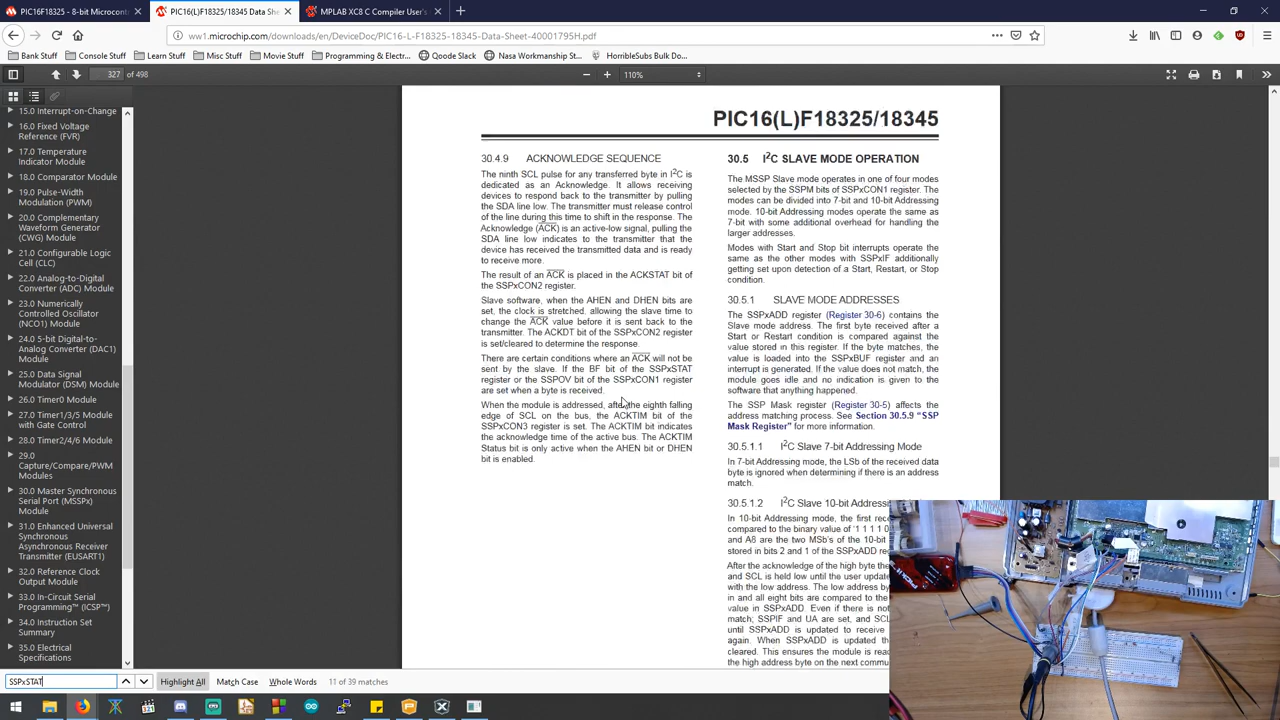 PIC16F18325 - 8-bit Microcont
PIC16(L)F18325/18345 Data She
MPLAB XC8 C Compiler User's
ww1.microchip.com/downloads/en/DeviceDoc/PIC16-L-F18325-18345-Data-Sheet-40001795H.pdf
Bank Stuff
Console Stuff
Learn Stuff
Misc Stuff
Movie Stuff
Programming & Electr...
Qode Slack
Nasa Workmanship St...
HorribleSubs Bulk Do...
327
of 498
110%
15.0 Interrupt-on-Change
16.0 Fixed Voltage
Reference (FVR)
17.0 Temperature
Indicator Module
18.0 Comparator Module
19.0 Pulse-Width
Modulation (PWM)
20.0 Complementary
Waveform Generator
(CWG) Module
21.0 Configurable Logic
Cell (CLC)
22.0 Analog-to-Digital
Converter (ADC) Module
23.0 Numerically
Controlled Oscillator
(NCO1) Module
24.0 5-bit Digital-to-
Analog Converter (DAC1)
Module
25.0 Data Signal
Modulator (DSM) Module
26.0 Timer0 Module
27.0 Timer1/3/5 Module
with Gate Control
28.0 Timer2/4/6 Module
29.0
Capture/Compare/PWM
Modules
30.0 Master Synchronous
Serial Port (MSSPx)
Module
31.0 Enhanced Universal
Synchronous
Asynchronous Receiver
Transmitter (EUSART1)
32.0 Reference Clock
Output Module
33.0 In-Circuit Serial
Programming™ (ICSP™)
34.0 Instruction Set
Summary
35.0 Electrical
Specifications
PIC16(L)F18325/18345
30.4.9 ACKNOWLEDGE SEQUENCE
The ninth SCL pulse for any transferred byte in I2C is
dedicated as an Acknowledge. It allows receiving
devices to respond back to the transmitter by pulling
the SDA line low. The transmitter must release control
of the line during this time to shift in the response. The
Acknowledge (ACK) is an active-low signal, pulling the
SDA line low indicates to the transmitter that the
device has received the transmitted data and is ready
to receive more.
The result of an ACK is placed in the ACKSTAT bit of
the SSPxCON2 register.
Slave software, when the AHEN and DHEN bits are
set, the clock is stretched, allowing the slave time to
change the ACK value before it is sent back to the
transmitter. The ACKDT bit of the SSPxCON2 register
is set/cleared to determine the response.
There are certain conditions where an ACK will not be
sent by the slave. If the BF bit of the SSPxSTAT
register or the SSPOV bit of the SSPxCON1 register
are set when a byte is received.
When the module is addressed, after the eighth falling
edge of SCL on the bus, the ACKTIM bit of the
SSPxCON3 register is set. The ACKTIM bit indicates
the acknowledge time of the active bus. The ACKTIM
Status bit is only active when the AHEN bit or DHEN
bit is enabled.
30.5 I2C SLAVE MODE OPERATION
The MSSP Slave mode operates in one of four modes
selected by the SSPM bits of SSPxCON1 register. The
modes can be divided into 7-bit and 10-bit Addressing
mode. 10-bit Addressing modes operate the same as
7-bit with some additional overhead for handling the
larger addresses.
Modes with Start and Stop bit interrupts operate the
same as the other modes with SSPxIF additionally
getting set upon detection of a Start, Restart, or Stop
condition.
30.5.1 SLAVE MODE ADDRESSES
The SSPxADD register (Register 30-6) contains the
Slave mode address. The first byte received after a
Start or Restart condition is compared against the
value stored in this register. If the byte matches, the
value is loaded into the SSPxBUF register and an
interrupt is generated. If the value does not match, the
module goes idle and no indication is given to the
software that anything happened.
The SSP Mask register (Register 30-5) affects the
address matching process. See Section 30.5.9 “SSP
Mask Register” for more information.
30.5.1.1 I2C Slave 7-bit Addressing Mode
In 7-bit Addressing mode, the LSb of the received data
byte is ignored when determining if there is an address
match.
30.5.1.2 I2C Slave 10-bit Address
In 10-bit Addressing mode, the first rece
compared to the binary value of '1 1 1 1 0
and A8 are the two MSb's of the 10-bit
stored in bits 2 and 1 of the SSPxADD re
After the acknowledge of the high byte the
and SCL is held low until the user update
with the low address. The low address by
in and all eight bits are compared to the
value in SSPxADD. Even if there is not
match; SSPIF and UA are set, and SCL
until SSPxADD is updated to receive
again. When SSPxADD is updated the
cleared. This ensures the module is rea
the high address byte on the next commu
SSPxSTAT
Highlight All
Match Case
Whole Words
11 of 39 matches